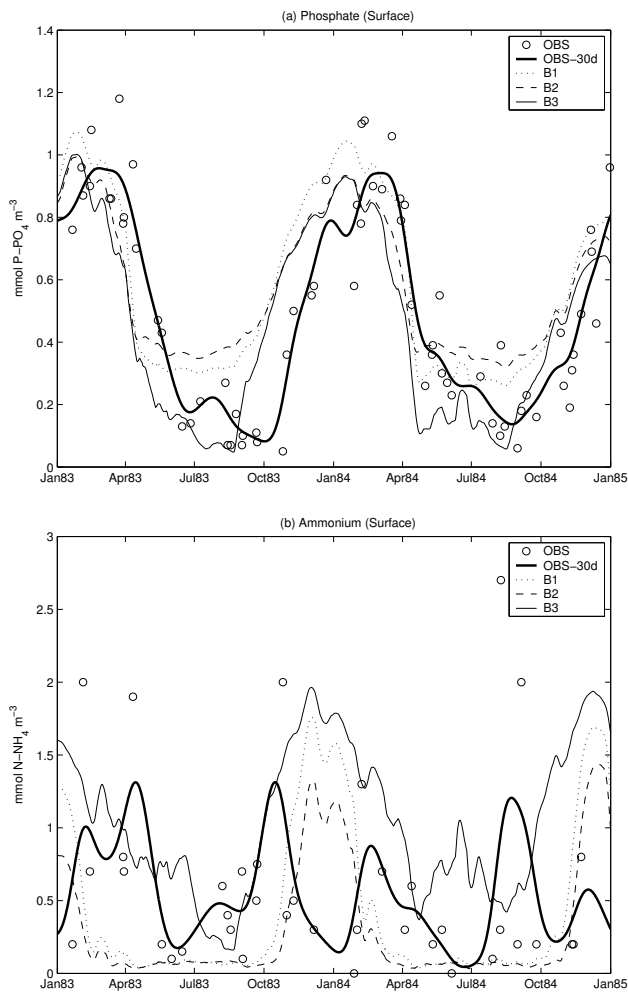 (a) Phosphate (Surface)
1.4
OBS
OBS−30d
B1
B2
B3
1.2
1
0.8
mmol P−PO4 m−3
0.6
0.4
0.2
0
Jan83 Apr83 Jul83 Oct83 Jan84 Apr84 Jul84 Oct84 Jan85
(b) Ammonium (Surface)
3
OBS
OBS−30d
B1
B2
B3
2.5
2
mmol N−NH4 m−3
1.5
1
0.5
0
Jan83 Apr83 Jul83 Oct83 Jan84 Apr84 Jul84 Oct84 Jan85